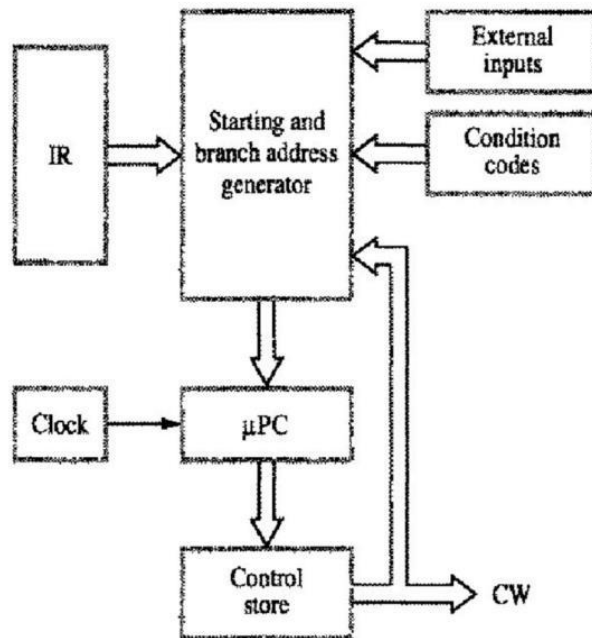 External
inputs
Starting and
branch address
generator
IR
Condition
codes
Clock
μPC
Control
store
CW